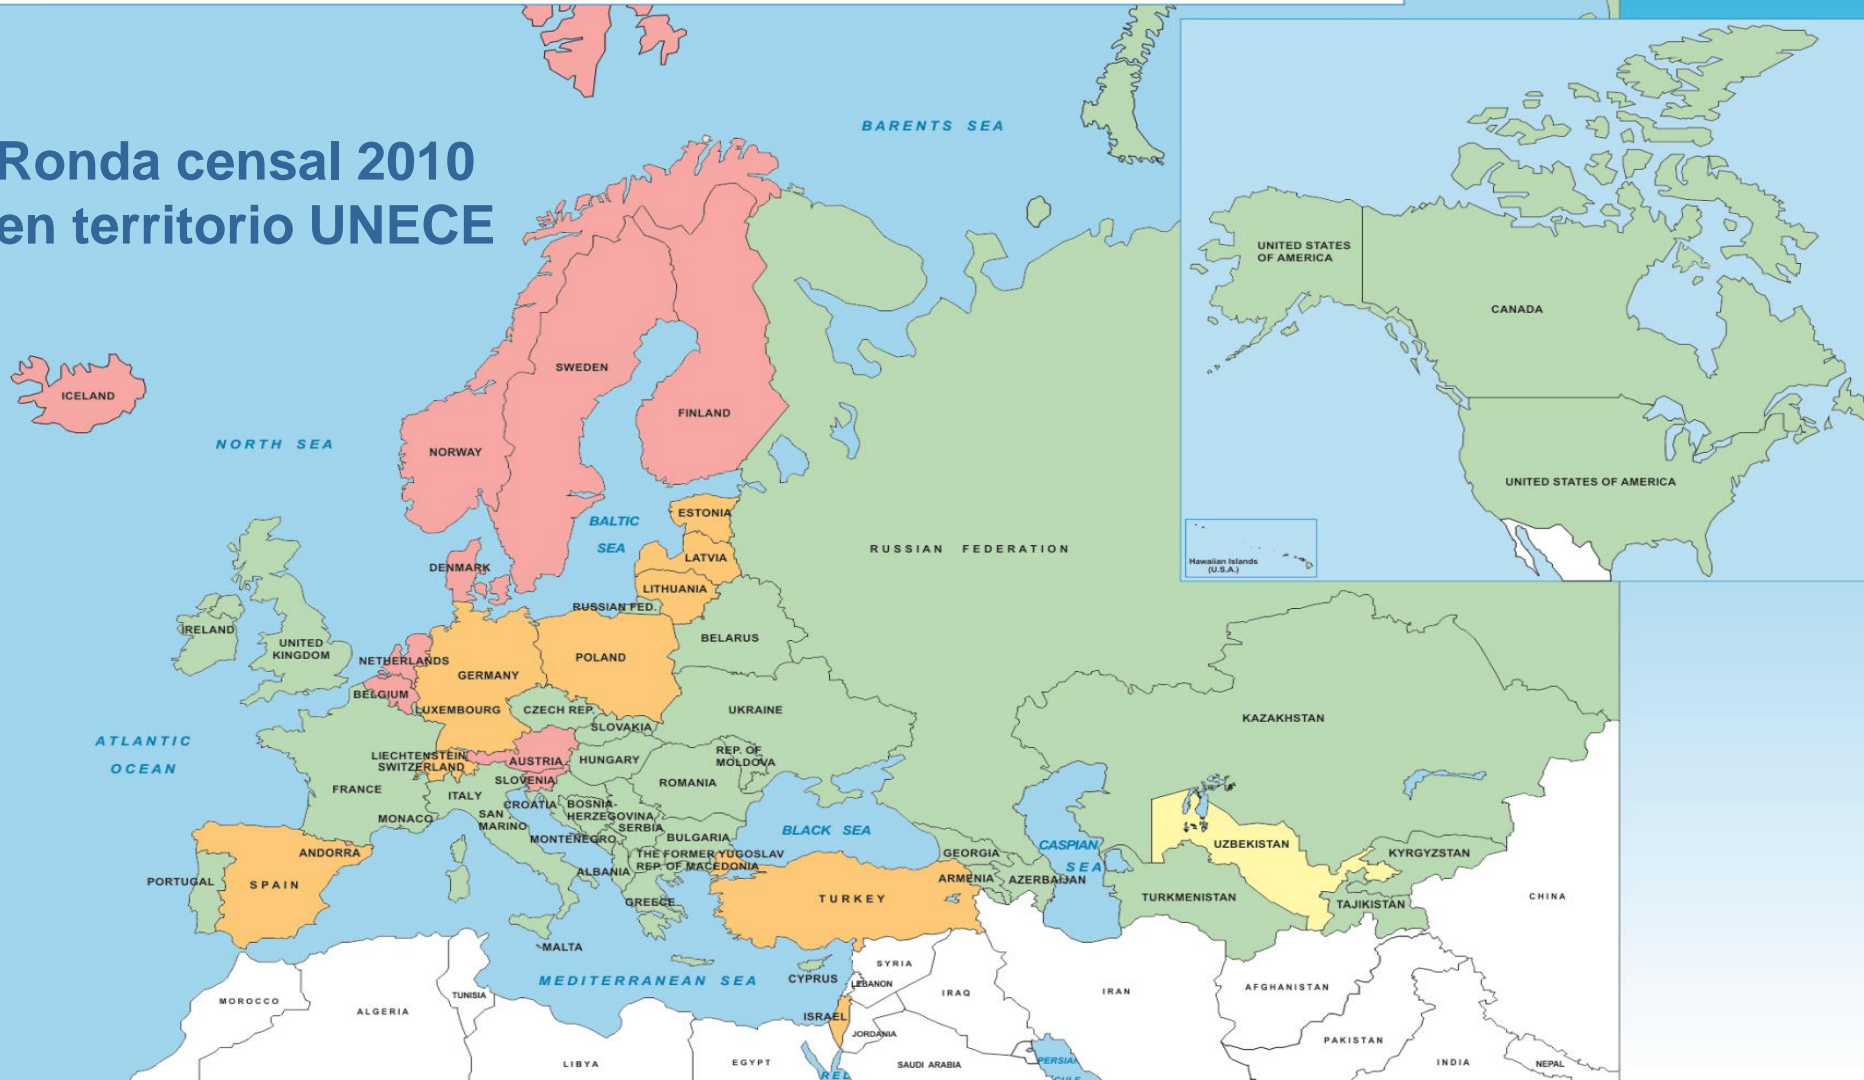 Ronda censal 2010
en territorio UNECE
BARENTS SEA
UNITED STATES
OF AMERICA
CANADA
ICELAND
SWEDEN
FINLAND
NORTH SEA
NORWAY
UNITED STATES OF AMERICA
ESTONIA
BALTIC
SEA
RUSSIAN FEDERATION
LATVIA
DENMARK
Hawaiian Islands
(U.S.A.)
LITHUANIA
RUSSIAN FED.
IRELAND
BELARUS
UNITED
KINGDOM
NETHERLANDS
POLAND
GERMANY
BELGIUM
LUXEMBOURG
CZECH REP.
UKRAINE
KAZAKHSTAN
SLOVAKIA
ATLANTIC
OCEAN
LIECHTENSTEIN
SWITZERLAND
AUSTRIA
HUNGARY
REP. OF
MOLDOVA
SLOVENIA
ROMANIA
FRANCE
ITALY
CROATIA
BOSNIA-
HERZEGOVINA
MONACO
SAN
MARINO
SERBIA
MONTENEGRO
BULGARIA
BLACK SEA
CASPIAN
SEA
UZBEKISTAN
ANDORRA
THE FORMER YUGOSLAV
REP. OF MACEDONIA
GEORGIA
KYRGYZSTAN
PORTUGAL
SPAIN
ALBANIA
ARMENIA
AZERBAIJAN
TURKEY
TURKMENISTAN
TAJIKISTAN
CHINA
GREECE
MALTA
MEDITERRANEAN SEA
CYPRUS
SYRIA
LEBANON
MOROCCO
ALGERIA
TUNISIA
IRAQ
IRAN
AFGHANISTAN
ISRAEL
JORDANIA
PAKISTAN
LIBYA
EGYPT
SAUDI ARABIA
PERSIAN
INDIA
NEPAL
RED